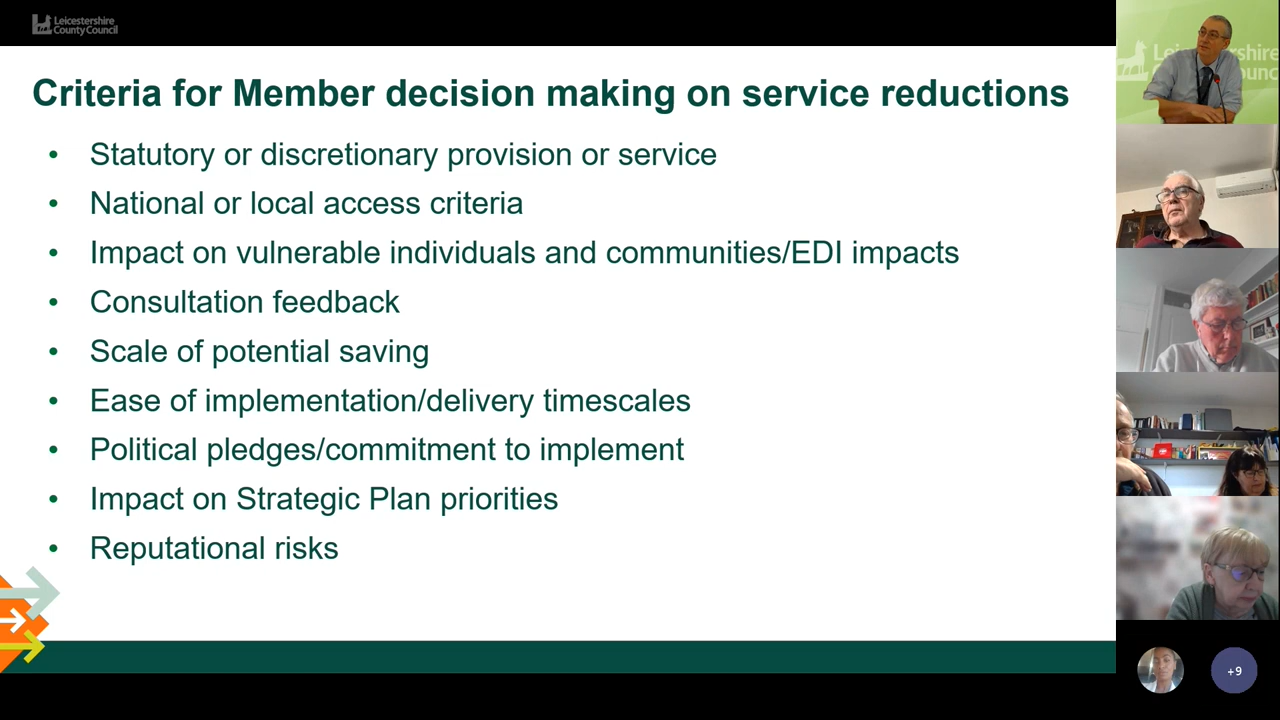 Leicestershire
County Council
Criteria for Member decision making on service reductions
• Statutory or discretionary provision or service
• National or local access criteria
• Impact on vulnerable individuals and communities/EDI impacts
• Consultation feedback
• Scale of potential saving
• Ease of implementation/delivery timescales
• Political pledges/commitment to implement
• Impact on Strategic Plan priorities
• Reputational risks
+9